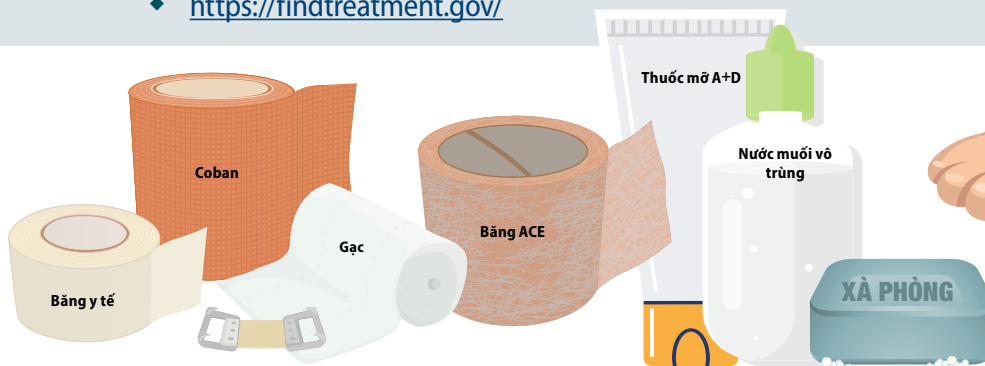 https://findtreatment.gov/
Thuốc mỡ A+D
Nước muối vô
trùng
Coban
Băng ACE
Gạc
Băng y tế
XÀ PHÒNG